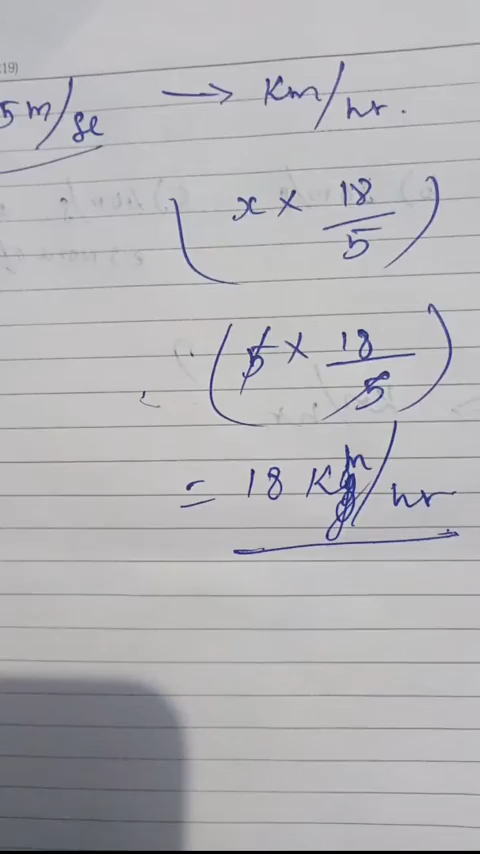 19)
5 m/se → Km/hr.
(x × 18/5)
(5 × 18/5)
= 18 Km/hr